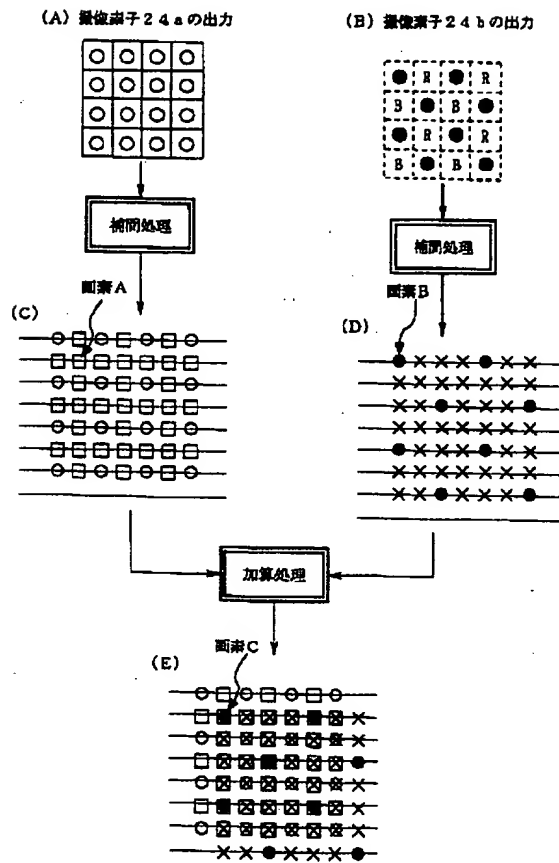 (A) 撮像素子24aの出力
(B) 撮像素子24bの出力
R R
B B
R R
B B
補間処理
補間処理
画素A
画素B
(C)
(D)
加算処理
画素C
(E)